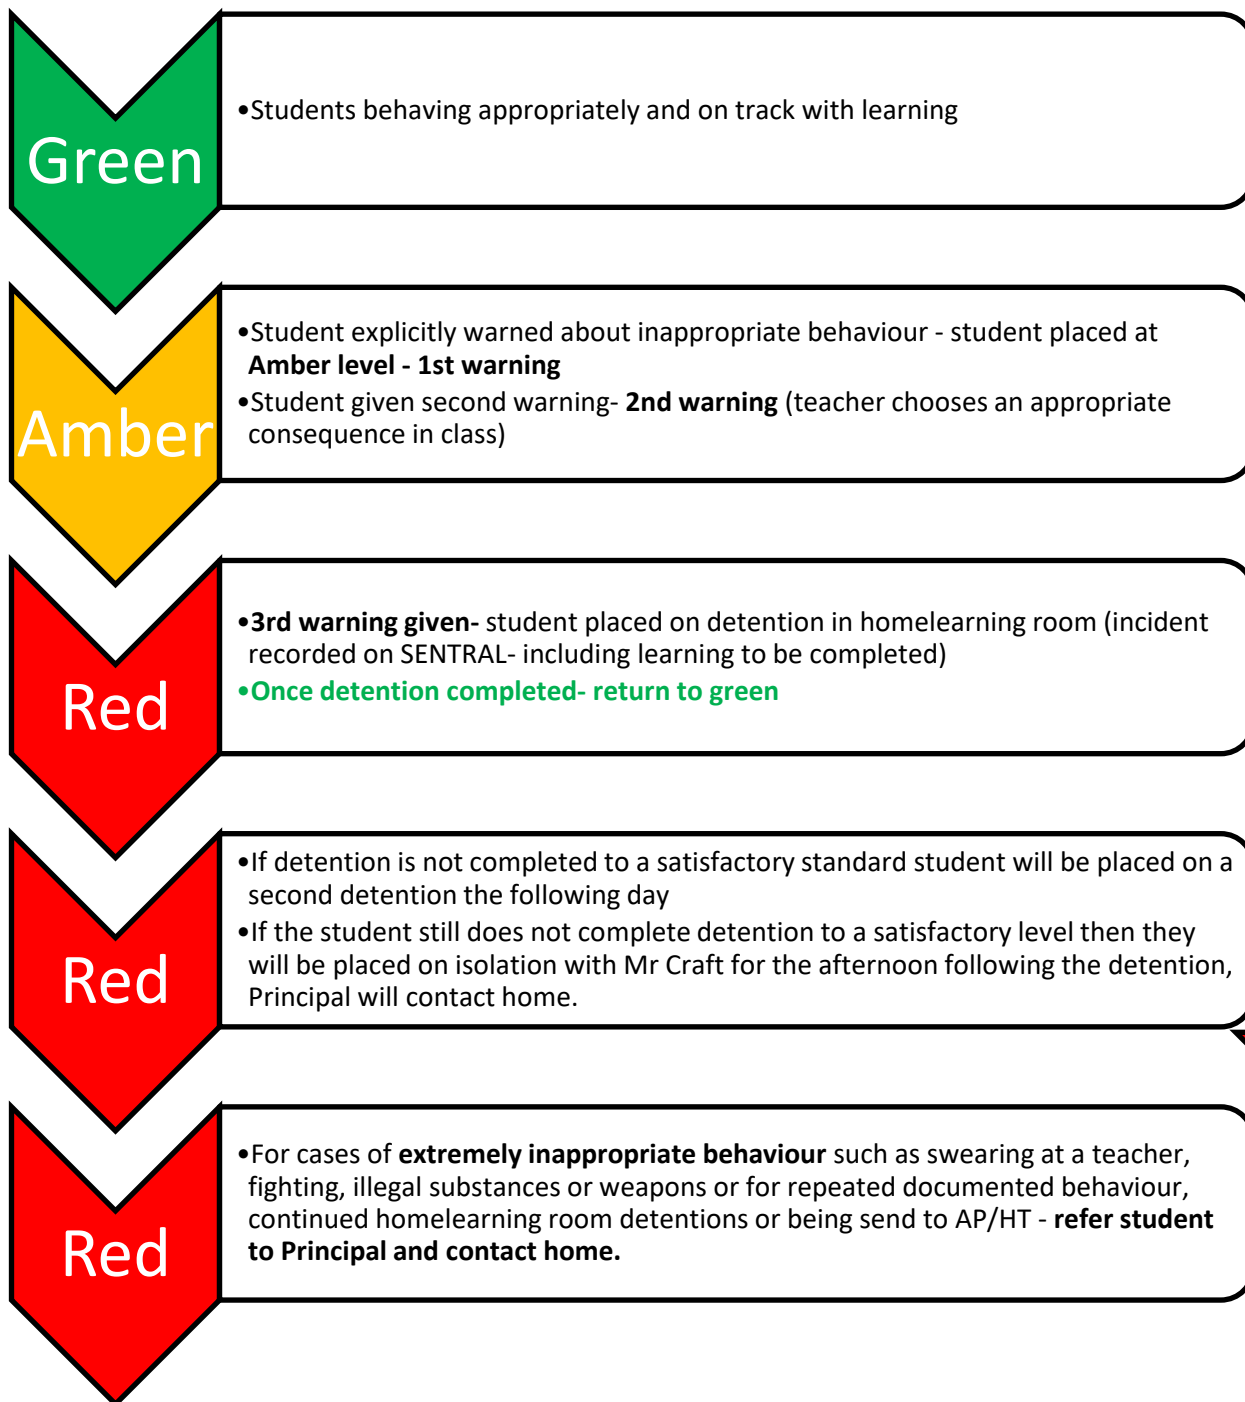 Green
•Students behaving appropriately and on track with learning
Amber
•Student explicitly warned about inappropriate behaviour - student placed at
Amber level - 1st warning
•Student given second warning- 2nd warning (teacher chooses an appropriate
consequence in class)
Red
•3rd warning given- student placed on detention in homelearning room (incident
recorded on SENTRAL- including learning to be completed)
•Once detention completed- return to green
Red
•If detention is not completed to a satisfactory standard student will be placed on a
second detention the following day
•If the student still does not complete detention to a satisfactory level then they
will be placed on isolation with Mr Craft for the afternoon following the detention,
Principal will contact home.
Red
•For cases of extremely inappropriate behaviour such as swearing at a teacher,
fighting, illegal substances or weapons or for repeated documented behaviour,
continued homelearning room detentions or being send to AP/HT - refer student
to Principal and contact home.